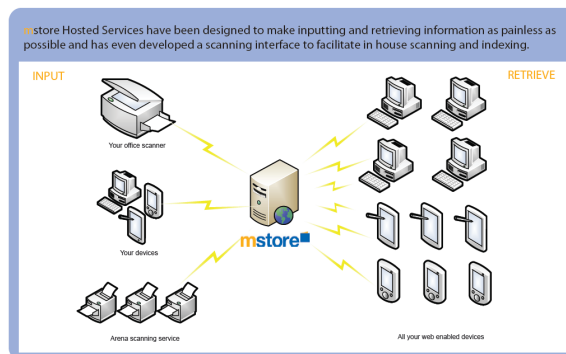 mstore Hosted Services have been designed to make inputting and retrieving information as painless as
possible and has even developed a scanning interface to facilitate in house scanning and indexing.
INPUT
RETRIEVE
Your office scanner
Your devices
mstore
Arena scanning service
All your web enabled devices